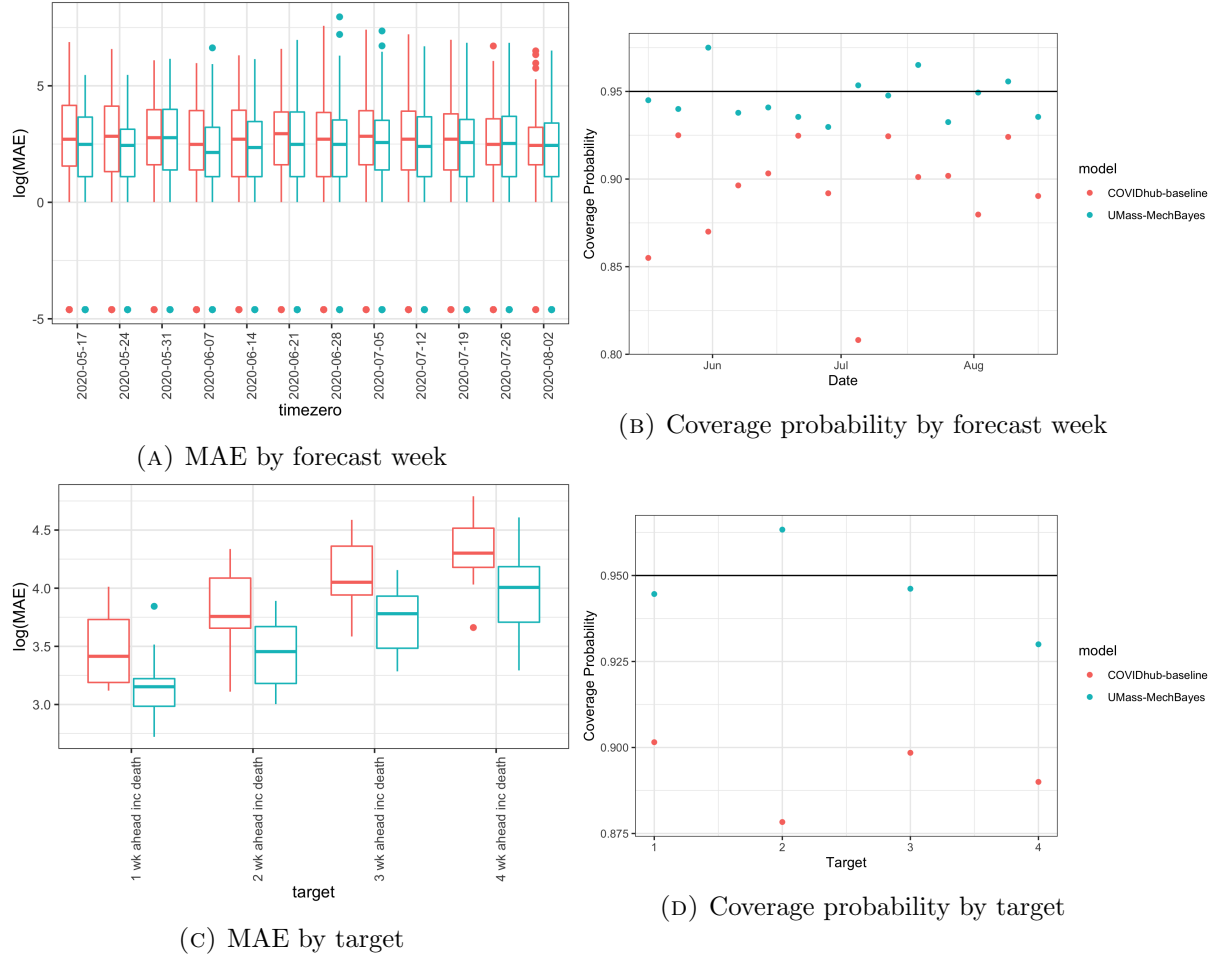 log(MAE)
5
0
-5
2020-05-17
2020-05-24
2020-05-31
2020-06-07
2020-06-14
2020-06-21
2020-06-28
2020-07-05
2020-07-12
2020-07-19
2020-07-26
2020-08-02
timezero
(A) MAE by forecast week
Coverage Probability
0.95
0.90
0.85
0.80
Jun
Jul
Aug
Date
model
COVIDhub-baseline
UMass-MechBayes
(B) Coverage probability by forecast week
log(MAE)
4.5
4.0
3.5
3.0
1 wk ahead inc death
2 wk ahead inc death
3 wk ahead inc death
4 wk ahead inc death
target
(C) MAE by target
Coverage Probability
0.950
0.925
0.900
0.875
1
2
3
4
Target
model
COVIDhub-baseline
UMass-MechBayes
(D) Coverage probability by target